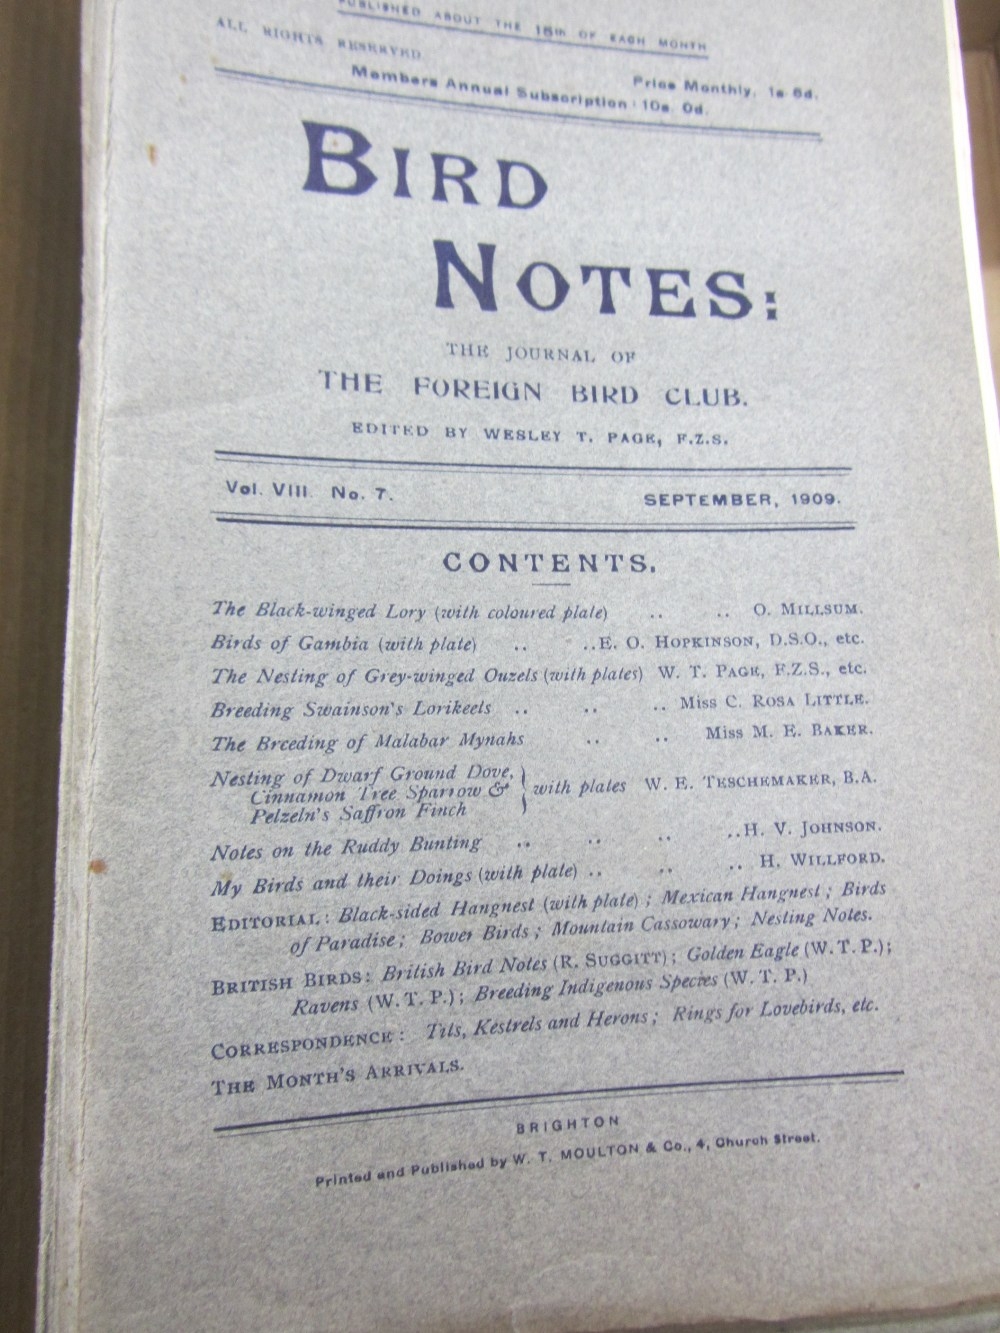 PUBLISHED ABOUT THE 15th OF EACH MONTH
ALL RIGHTS RESERVED
Price Monthly, 1s 6d.
Members Annual Subscription: 10s. 0d.
BIRD
NOTES:
THE JOURNAL OF
THE FOREIGN BIRD CLUB.
EDITED BY WESLEY T. PAGE, F.Z.S.
Vol. VIII. No. 7. SEPTEMBER, 1909.
CONTENTS.
The Black-winged Lory (with coloured plate) .. .. O. MILLSUM.
Birds of Gambia (with plate) .. ..E. O. HOPKINSON, D.S.O., etc.
The Nesting of Grey-winged Ouzels (with plates) W. T. PAGE, F.Z.S., etc.
Breeding Swainson's Lorikeels .. .. .. Miss C. ROSA LITTLE.
The Breeding of Malabar Mynahs .. .. Miss M. E. BAKER.
Nesting of Dwarf Ground Dove,
Cinnamon Tree Sparrow & } with plates W. E. TESCHEMAKER, B.A.
Pelzeln's Saffron Finch
Notes on the Ruddy Bunting .. .. .. ..H. V. JOHNSON.
My Birds and their Doings (with plate) .. .. .. H. WILLFORD.
EDITORIAL: Black-sided Hangnest (with plate); Mexican Hangnest; Birds
of Paradise; Bower Birds; Mountain Cassowary; Nesting Notes.
BRITISH BIRDS: British Bird Notes (R. SUGGITT); Golden Eagle (W. T. P.);
Ravens (W. T. P.); Breeding Indigenous Species (W. T. P.)
CORRESPONDENCE: Tits, Kestrels and Herons; Rings for Lovebirds, etc.
THE MONTH'S ARRIVALS.
BRIGHTON
Printed and Published by W. T. MOULTON & Co., 4, Church Street.